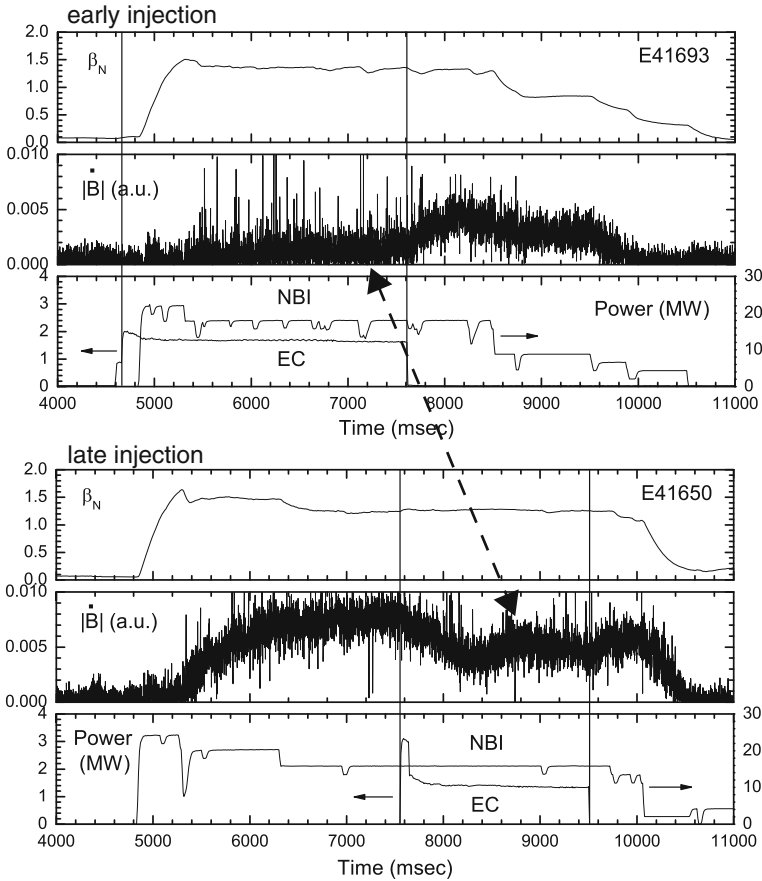 early injection
2.0
1.5
1.0
0.5
0.0
βN
E41693
0.010
0.005
0.000
|Ḃ| (a.u.)
4
3
2
1
0
NBI
EC
Power (MW)
30
20
10
0
4000 5000 6000 7000 8000 9000 10000 11000
Time (msec)
late injection
2.0
1.5
1.0
0.5
0.0
βN
E41650
0.010
0.005
0.000
|Ḃ| (a.u.)
4
3
2
1
0
Power
(MW)
NBI
EC
30
20
10
0
4000 5000 6000 7000 8000 9000 10000 11000
Time (msec)